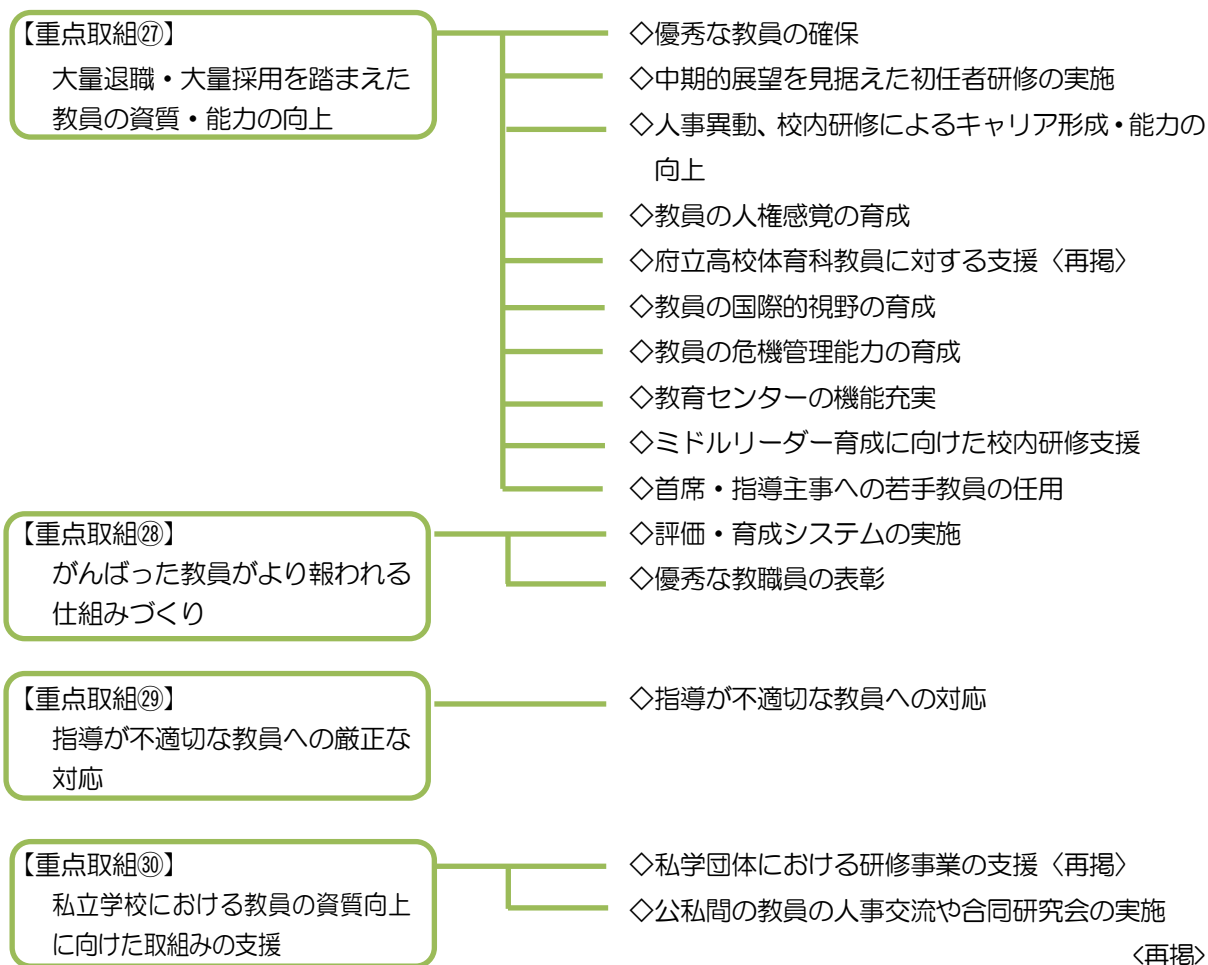 【重点取組㉗】
大量退職・大量採用を踏まえた
教員の資質・能力の向上
◇優秀な教員の確保
◇中期的展望を見据えた初任者研修の実施
◇人事異動、校内研修によるキャリア形成・能力の
向上
◇教員の人権感覚の育成
◇府立高校体育科教員に対する支援〈再掲〉
◇教員の国際的視野の育成
◇教員の危機管理能力の育成
◇教育センターの機能充実
◇ミドルリーダー育成に向けた校内研修支援
◇首席・指導主事への若手教員の任用
【重点取組㉘】
がんばった教員がより報われる
仕組みづくり
◇評価・育成システムの実施
◇優秀な教職員の表彰
【重点取組㉙】
指導が不適切な教員への厳正な
対応
◇指導が不適切な教員への対応
【重点取組㉚】
私立学校における教員の資質向上
に向けた取組みの支援
◇私学団体における研修事業の支援〈再掲〉
◇公私間の教員の人事交流や合同研究会の実施
〈再掲〉